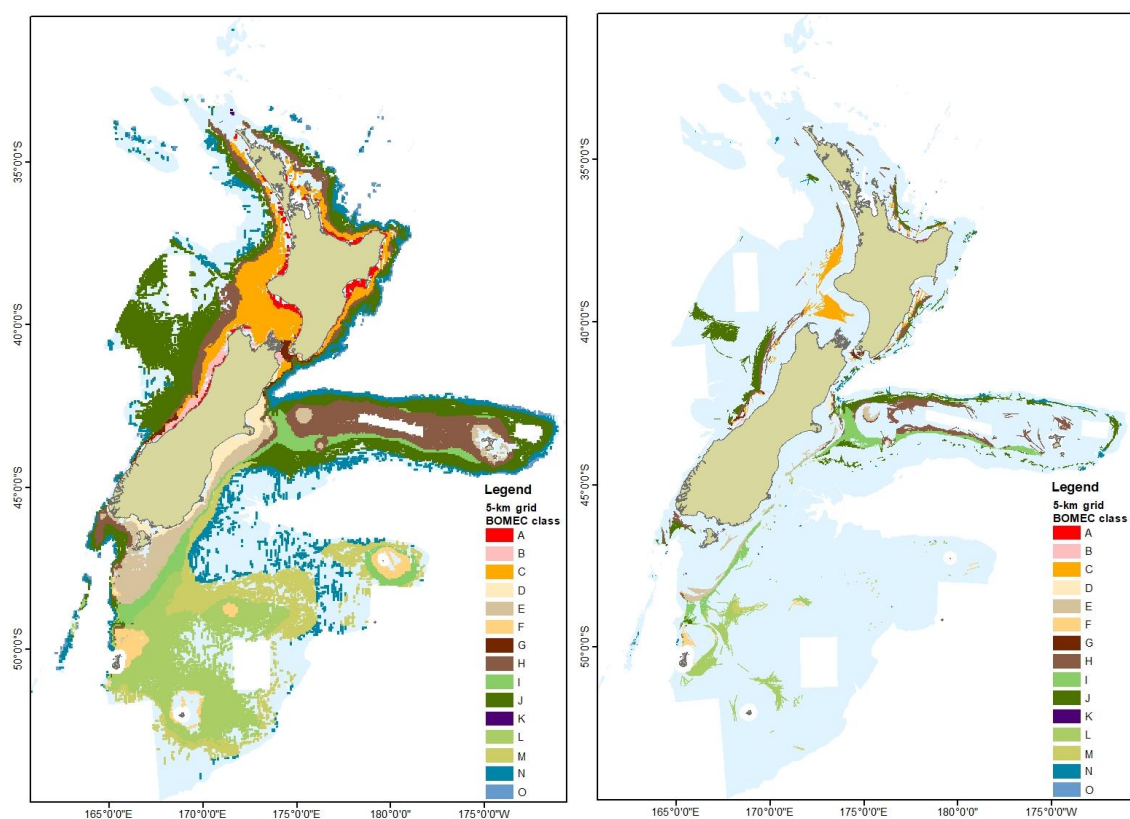 35°0'0"S
40°0'0"S
45°0'0"S
50°0'0"S
Legend
5-km grid
BOMEC class
A
B
C
D
E
F
G
H
I
J
K
L
M
N
O
165°0'0"E
170°0'0"E
175°0'0"E
180°0'0"
175°0'0"W
35°0'0"S
40°0'0"S
45°0'0"S
50°0'0"S
Legend
5-km grid
BOMEC class
A
B
C
D
E
F
G
H
I
J
K
L
M
N
O
165°0'0"E
170°0'0"E
175°0'0"E
180°0'0"
175°0'0"W